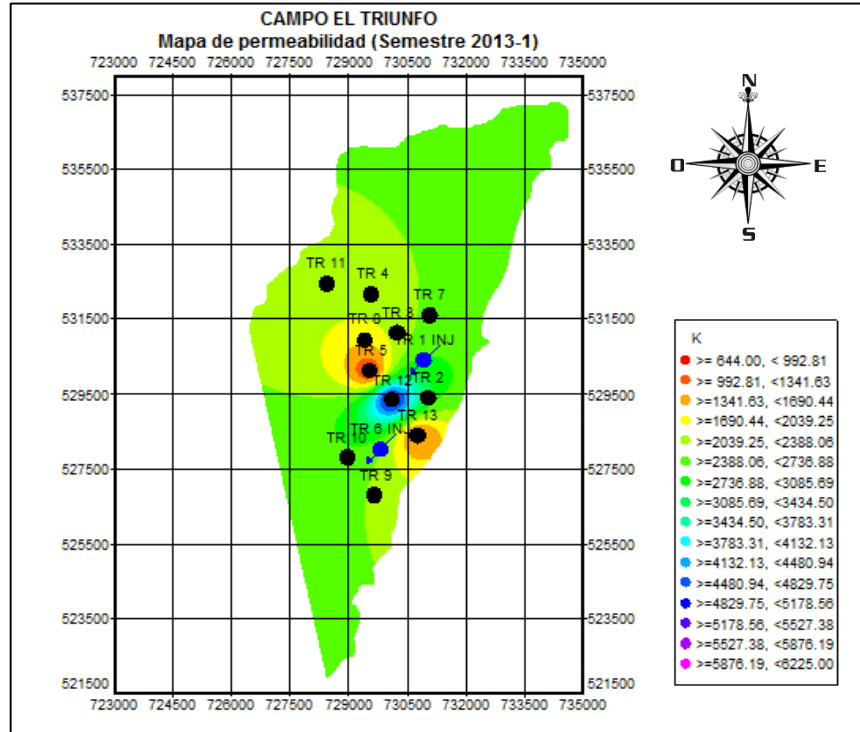 CAMPO EL TRIUNFO
Mapa de permeabilidad (Semestre 2013-1)
723000 724500 726000 727500 729000 730500 732000 733500 735000
537500 537500
535500 535500
533500 533500
531500 531500
529500 529500
527500 527500
525500 525500
523500 523500
521500 521500
723000 724500 726000 727500 729000 730500 732000 733500 735000
TR 11
TR 4
TR 7
TR 3
TR 8
TR 1 INJ
TR 5
TR 2
TR 12
TR 13
TR 6 INJ
TR 10
TR 9
N
O E
S
K
>= 644.00, < 992.81
>= 992.81, <1341.63
>=1341.63, <1690.44
>=1690.44, <2039.25
>=2039.25, <2388.06
>=2388.06, <2736.88
>=2736.88, <3085.69
>=3085.69, <3434.50
>=3434.50, <3783.31
>=3783.31, <4132.13
>=4132.13, <4480.94
>=4480.94, <4829.75
>=4829.75, <5178.56
>=5178.56, <5527.38
>=5527.38, <5876.19
>=5876.19, <6225.00